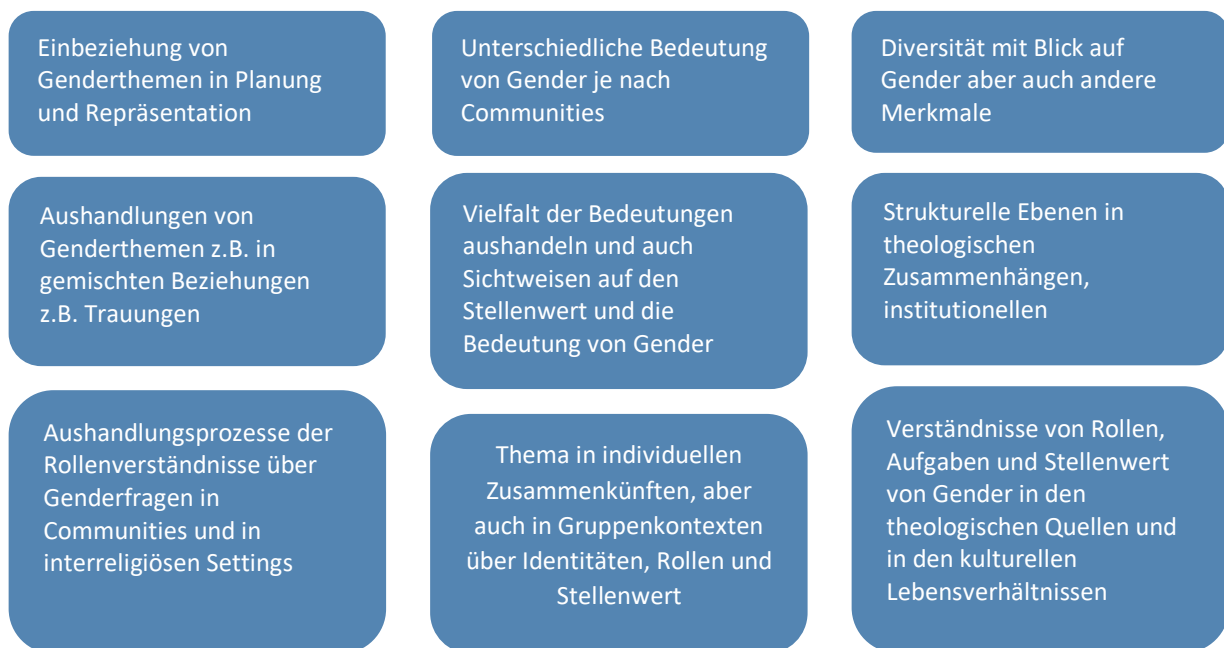 Einbeziehung von
Genderthemen in Planung
und Repräsentation
Unterschiedliche Bedeutung
von Gender je nach
Communities
Diversität mit Blick auf
Gender aber auch andere
Merkmale
Aushandlungen von
Genderthemen z.B. in
gemischten Beziehungen
z.B. Trauungen
Vielfalt der Bedeutungen
aushandeln und auch
Sichtweisen auf den
Stellenwert und die
Bedeutung von Gender
Strukturelle Ebenen in
theologischen
Zusammenhängen,
institutionellen
Aushandlungsprozesse der
Rollenverständnisse über
Genderfragen in
Communities und in
interreligiösen Settings
Thema in individuellen
Zusammenkünften, aber
auch in Gruppenkontexten
über Identitäten, Rollen und
Stellenwert
Verständnisse von Rollen,
Aufgaben und Stellenwert
von Gender in den
theologischen Quellen und
in den kulturellen
Lebensverhältnissen